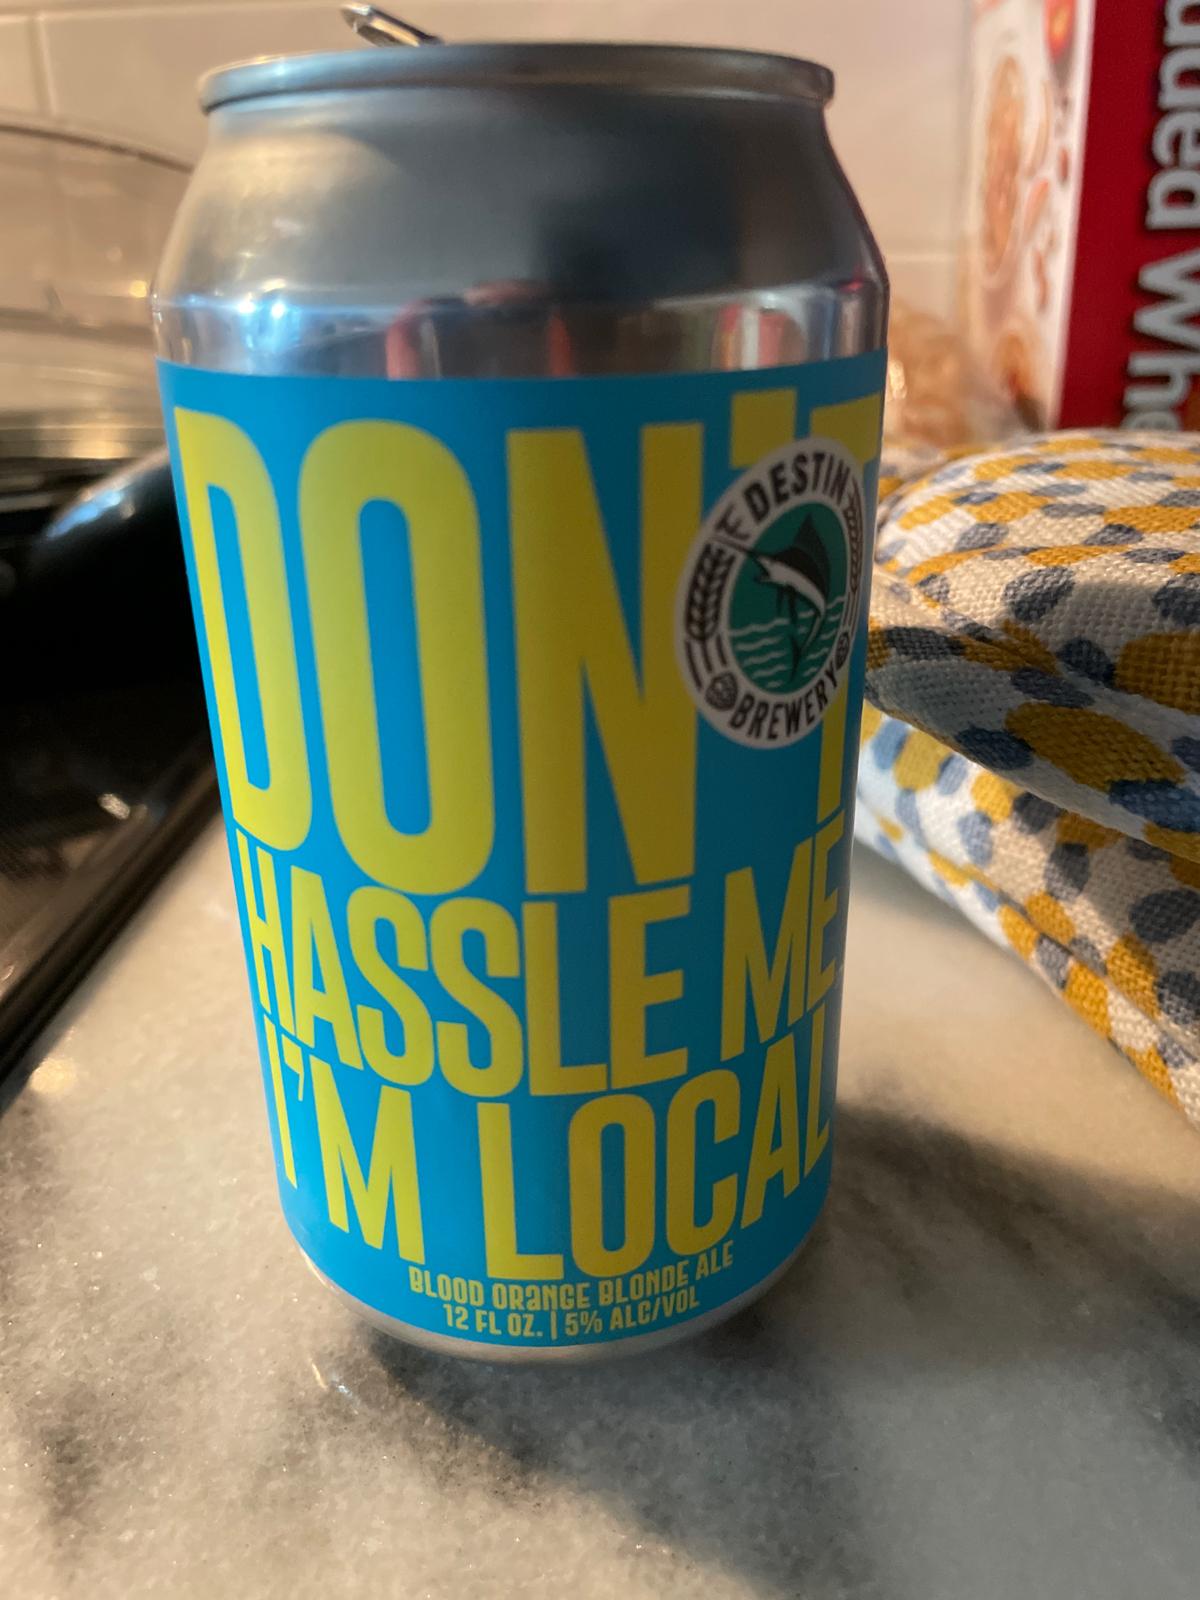 DON'T
DESTIN
BREWERY
HASSLE ME
I'M LOCAL
BLOOD ORANGE BLONDE ALE
12 FL OZ. | 5% ALC/VOL